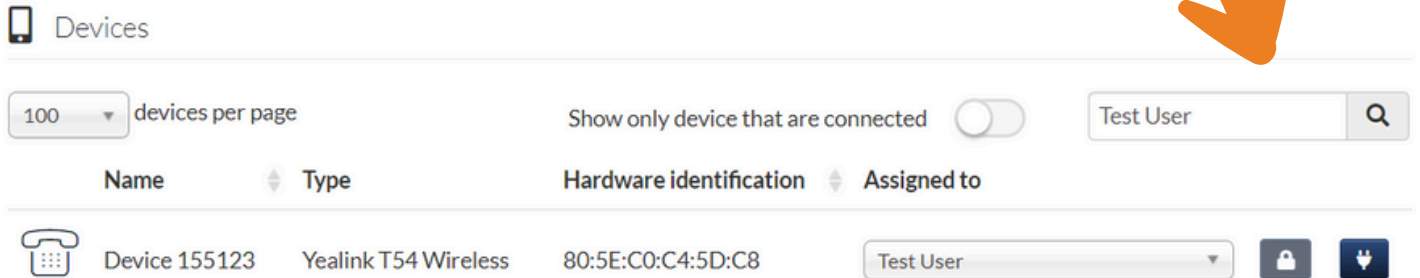 Devices
100 devices per page Show only device that are connected Test User
Name Type Hardware identification Assigned to
Device 155123 Yealink T54 Wireless 80:5E:C0:C4:5D:C8 Test User